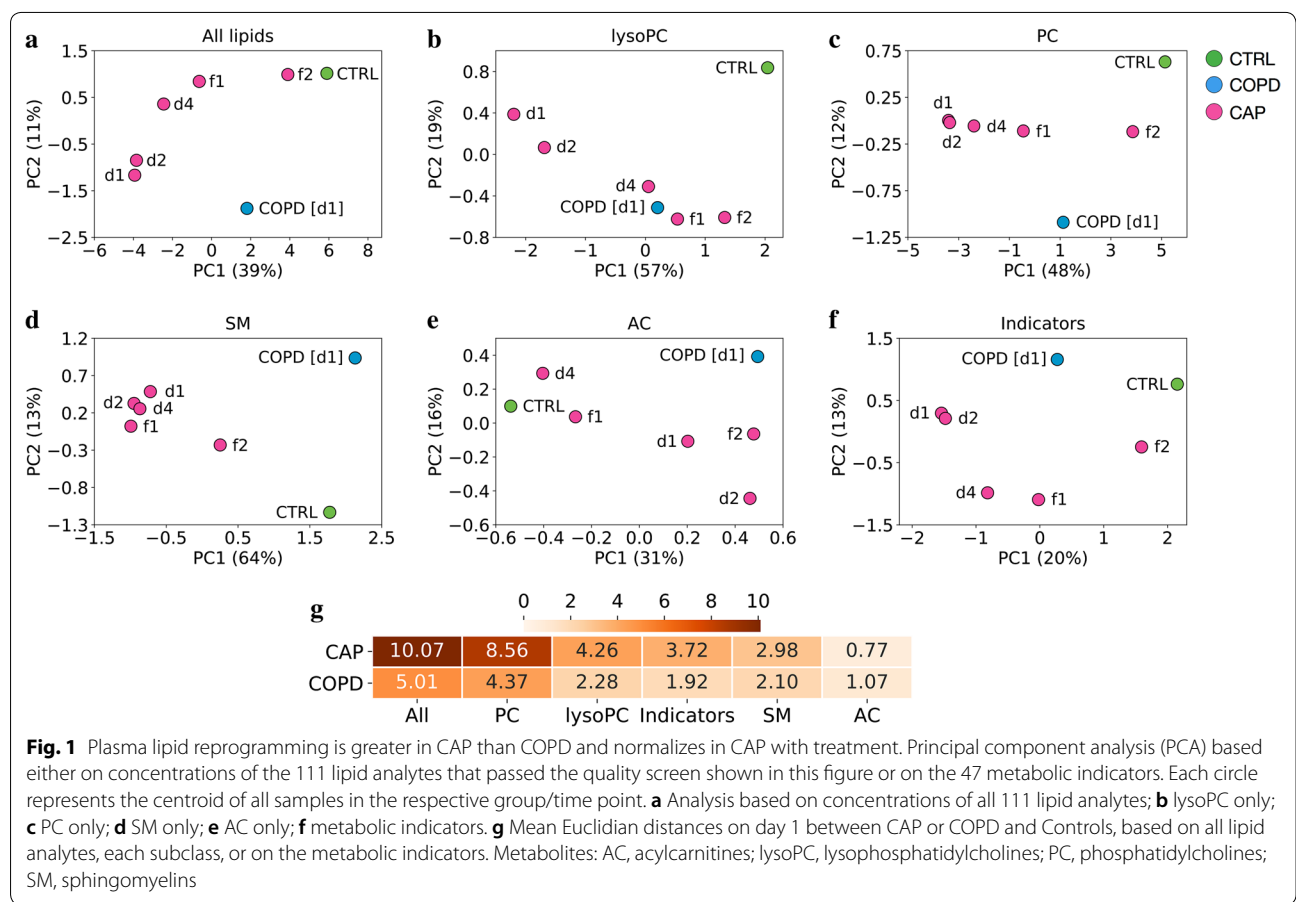 a
All lipids
1.5
0.5
−0.5
−1.5
−2.5
PC2 (11%)
f1
f2
CTRL
d4
d2
d1
COPD [d1]
−6
−4
−2
0
2
4
6
8
PC1 (39%)
b
lysoPC
0.8
0.4
0.0
−0.4
−0.8
PC2 (19%)
CTRL
d1
d2
d4
COPD [d1]
f1
f2
−2
−1
0
1
2
PC1 (57%)
c
PC
0.75
0.25
−0.25
−0.75
−1.25
PC2 (12%)
CTRL
d1
d2
d4
f1
f2
COPD [d1]
−5
−3
−1
1
3
5
PC1 (48%)
CTRL
COPD
CAP
d
SM
1.2
0.7
0.2
−0.3
−0.8
−1.3
PC2 (13%)
COPD [d1]
d1
d2
d4
f1
f2
CTRL
−1.5
−0.5
0.5
1.5
2.5
PC1 (64%)
e
AC
0.4
0.2
0.0
−0.2
−0.4
−0.6
PC2 (16%)
COPD [d1]
d4
CTRL
f1
d1
f2
d2
−0.6
−0.4
−0.2
0.0
0.2
0.4
0.6
PC1 (31%)
f
Indicators
1.5
0.5
−0.5
−1.5
PC2 (13%)
COPD [d1]
CTRL
d1
d2
f2
d4
f1
−2
−1
0
1
2
PC1 (20%)
g
0 2 4 6 8 10
CAP 10.07 8.56 4.26 3.72 2.98 0.77
COPD 5.01 4.37 2.28 1.92 2.10 1.07
All PC lysoPC Indicators SM AC
Fig. 1 Plasma lipid reprogramming is greater in CAP than COPD and normalizes in CAP with treatment. Principal component analysis (PCA) based
either on concentrations of the 111 lipid analytes that passed the quality screen shown in this figure or on the 47 metabolic indicators. Each circle
represents the centroid of all samples in the respective group/time point. a Analysis based on concentrations of all 111 lipid analytes; b lysoPC only;
c PC only; d SM only; e AC only; f metabolic indicators. g Mean Euclidian distances on day 1 between CAP or COPD and Controls, based on all lipid
analytes, each subclass, or on the metabolic indicators. Metabolites: AC, acylcarnitines; lysoPC, lysophosphatidylcholines; PC, phosphatidylcholines;
SM, sphingomyelins